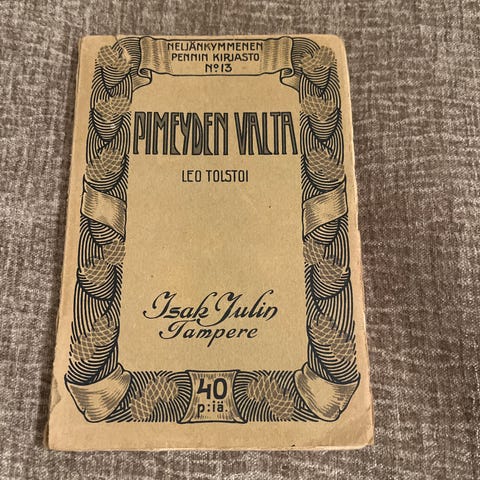 NELJÄNKYMMENEN
PENNIN KIRJASTO
No 13
PIMEYDEN VALTA
LEO TOLSTOI
Isak Julin
Tampere
40
p:iä.